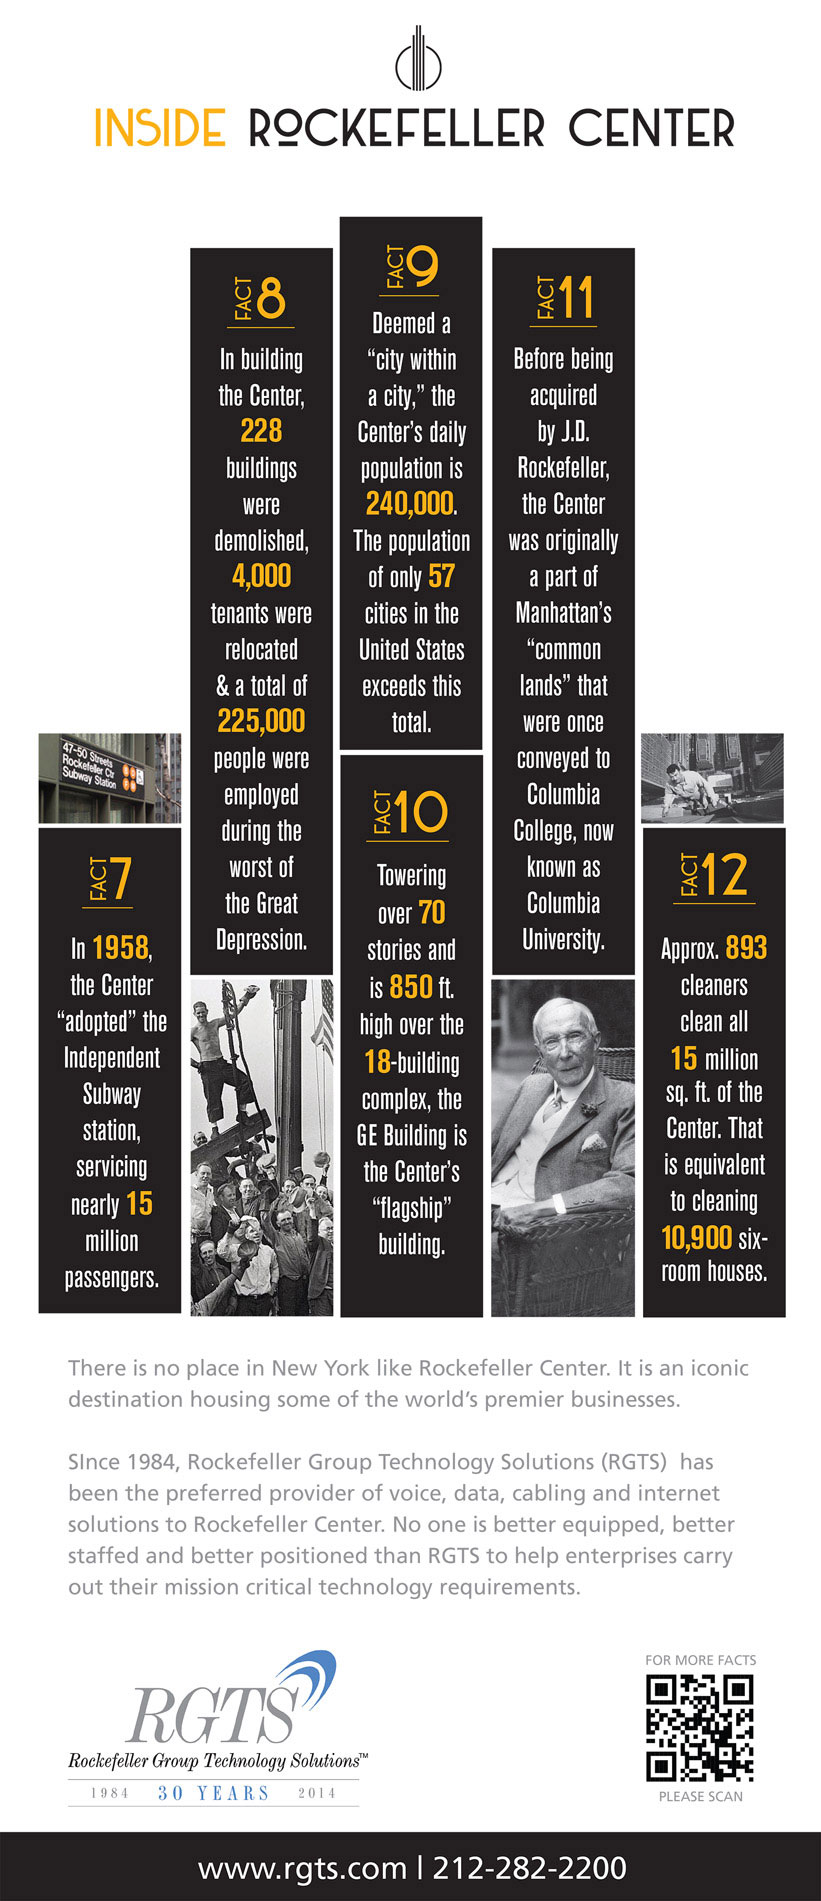 INSIDE ROCKEFELLER CENTER
FACT 8
In building
the Center,
228
buildings
were
demolished,
4,000
tenants were
relocated
& a total of
225,000
people were
employed
during the
worst of
the Great
Depression.
FACT 9
Deemed a
“city within
a city,” the
Center’s daily
population is
240,000.
The population
of only 57
cities in the
United States
exceeds this
total.
FACT 11
Before being
acquired
by J.D.
Rockefeller,
the Center
was originally
a part of
Manhattan’s
“common
lands” that
were once
conveyed to
Columbia
College, now
known as
Columbia
University.
47-50 Streets
Rockefeller Ctr
Subway Station
FACT 7
In 1958,
the Center
“adopted” the
Independent
Subway
station,
servicing
nearly 15
million
passengers.
FACT 10
Towering
over 70
stories and
is 850 ft.
high over the
18-building
complex, the
GE Building is
the Center’s
“flagship”
building.
FACT 12
Approx. 893
cleaners
clean all
15 million
sq. ft. of the
Center. That
is equivalent
to cleaning
10,900 six-
room houses.
There is no place in New York like Rockefeller Center. It is an iconic
destination housing some of the world’s premier businesses.
SInce 1984, Rockefeller Group Technology Solutions (RGTS)  has
been the preferred provider of voice, data, cabling and internet
solutions to Rockefeller Center. No one is better equipped, better
staffed and better positioned than RGTS to help enterprises carry
out their mission critical technology requirements.
RGTS
Rockefeller Group Technology Solutions™
1984 30 YEARS 2014
FOR MORE FACTS
PLEASE SCAN
www.rgts.com | 212-282-2200